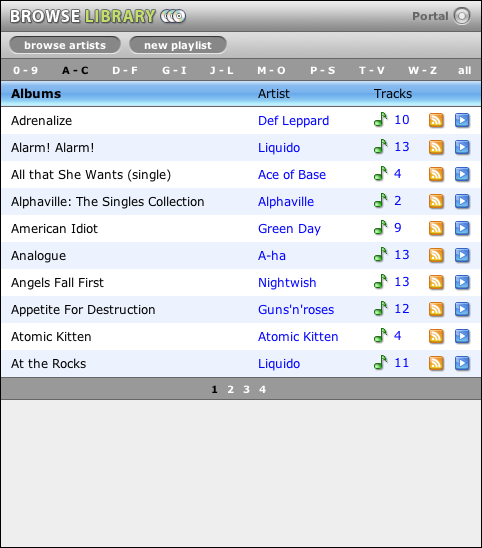 BROWSE LIBRARY Portal
browse artists new playlist
0 - 9 A - C D - F G - I J - L M - O P - S T - V W - Z all
Albums Artist Tracks
Adrenalize Def Leppard 10
Alarm! Alarm! Liquido 13
All that She Wants (single) Ace of Base 4
Alphaville: The Singles Collection Alphaville 2
American Idiot Green Day 9
Analogue A-ha 13
Angels Fall First Nightwish 13
Appetite For Destruction Guns'n'roses 12
Atomic Kitten Atomic Kitten 4
At the Rocks Liquido 11
1 2 3 4